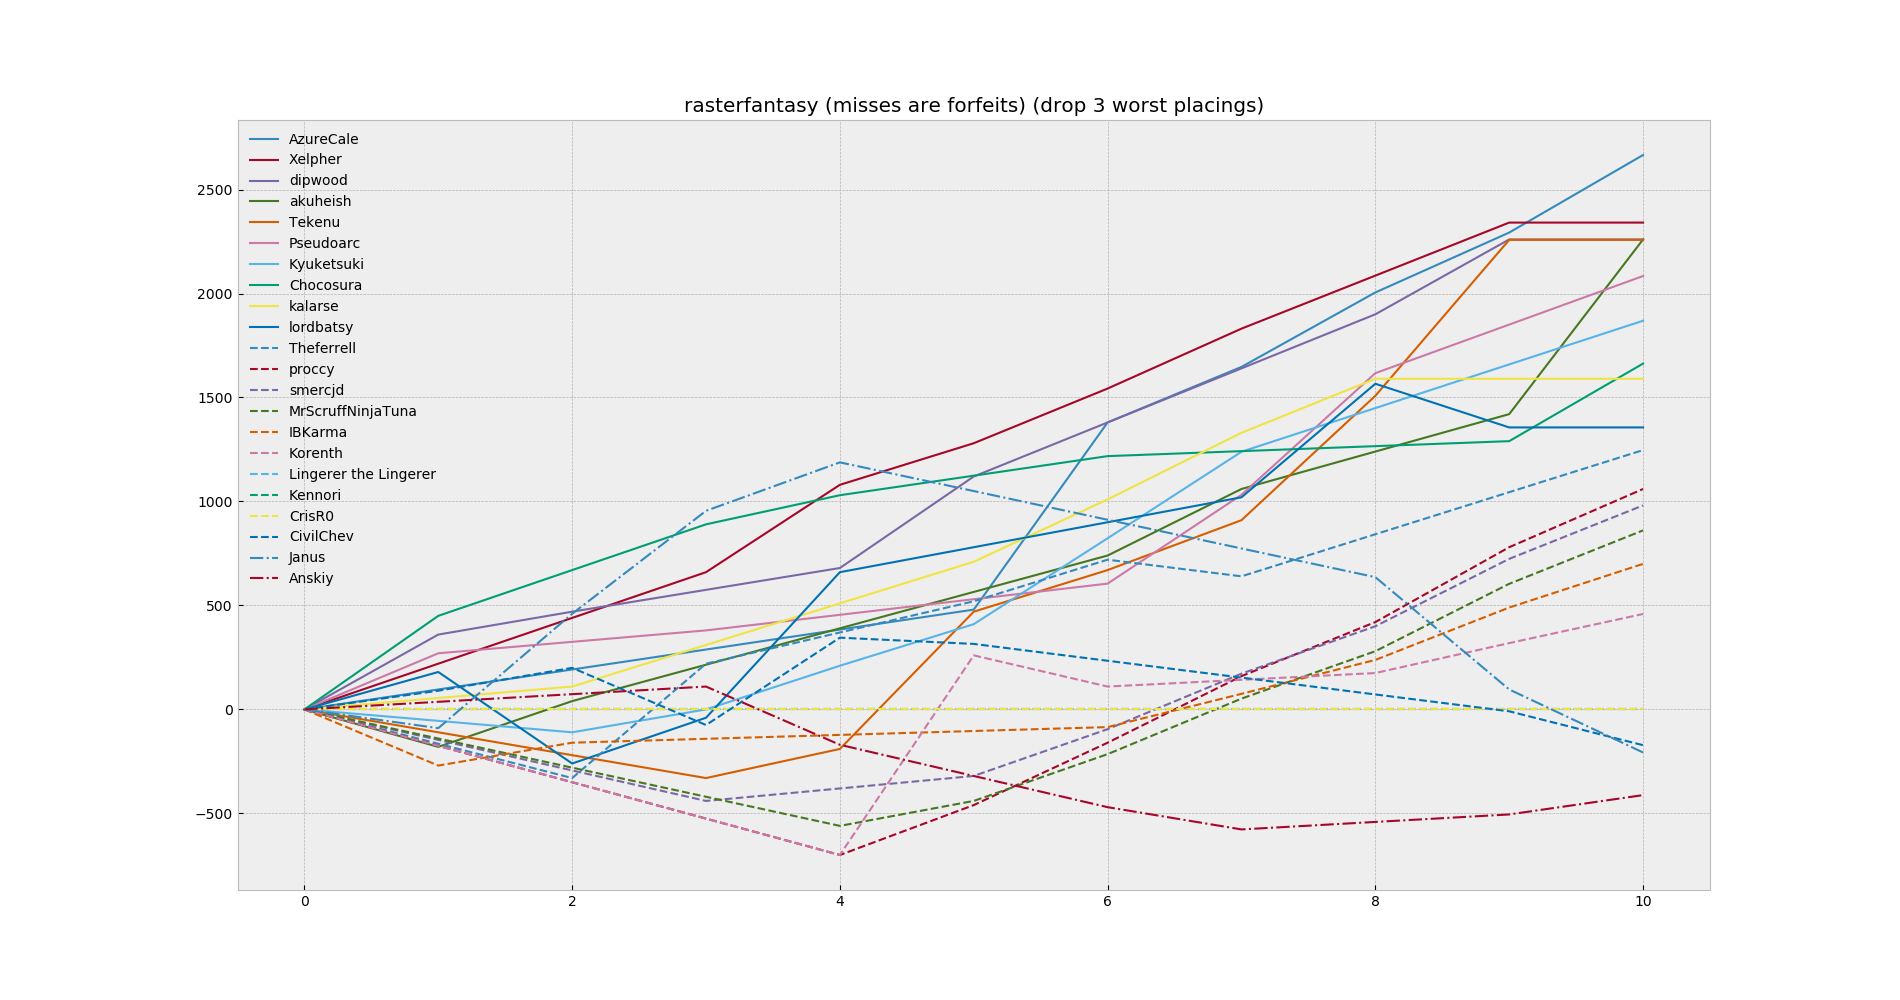 rasterfantasy (misses are forfeits) (drop 3 worst placings)
AzureCale
Xelpher
dipwood
akuheish
Tekenu
Pseudoarc
Kyuketsuki
Chocosura
kalarse
lordbatsy
Theferrell
proccy
smercjd
MrScruffNinjaTuna
IBKarma
Korenth
Lingerer the Lingerer
Kennori
CrisR0
CivilChev
Janus
Anskiy
2500
2000
1500
1000
500
0
−500
0 2 4 6 8 10